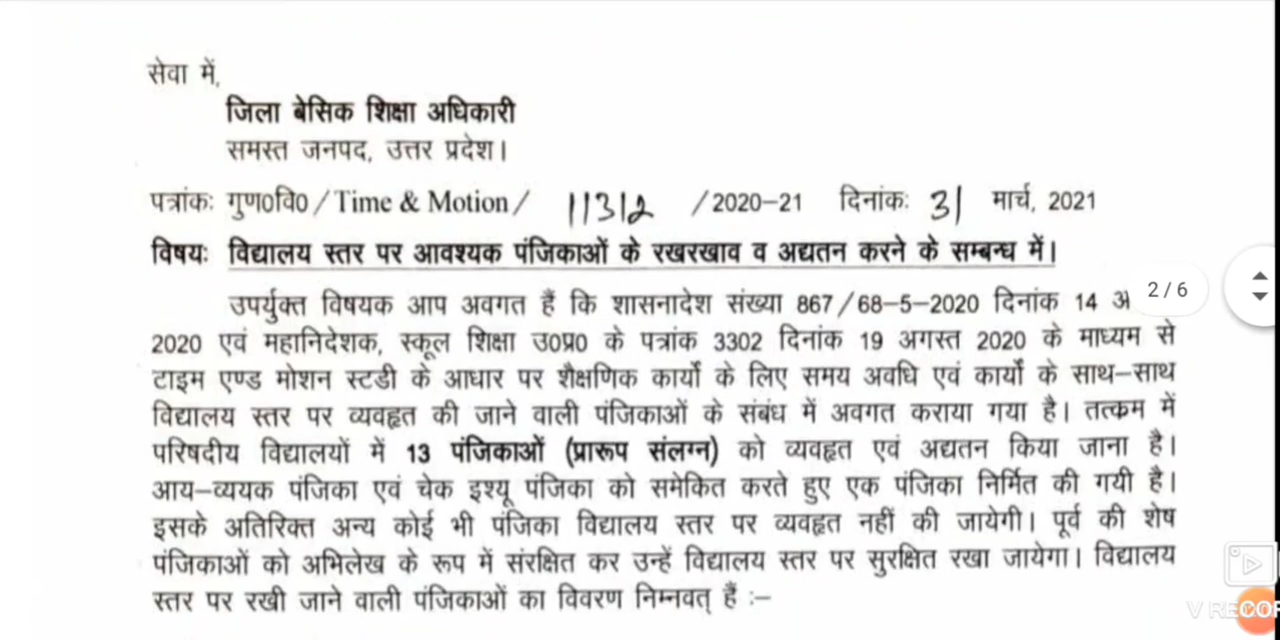 सेवा में,
जिला बेसिक शिक्षा अधिकारी
समस्त जनपद, उत्तर प्रदेश।
पत्रांकः गुण०वि० / Time & Motion / 11312 /2020-21 दिनांकः 31 मार्च, 2021
विषयः विद्यालय स्तर पर आवश्यक पंजिकाओं के रखरखाव व अद्यतन करने के सम्बन्ध में।
उपर्युक्त विषयक आप अवगत हैं कि शासनादेश संख्या 867/68-5-2020 दिनांक 14 अ
2/6
2020 एवं महानिदेशक, स्कूल शिक्षा उ०प्र० के पत्रांक 3302 दिनांक 19 अगस्त 2020 के माध्यम से
टाइम एण्ड मोशन स्टडी के आधार पर शैक्षणिक कार्यो के लिए समय अवधि एवं कार्यो के साथ-साथ
विद्यालय स्तर पर व्यवहृत की जाने वाली पंजिकाओं के संबंध में अवगत कराया गया है। तत्क्रम में
परिषदीय विद्यालयों में 13 पंजिकाओं (प्रारूप संलग्न) को व्यवहृत एवं अद्यतन किया जाना है।
आय-व्ययक पंजिका एवं चेक इश्यू पंजिका को समेकित करते हुए एक पंजिका निर्मित की गयी है।
इसके अतिरिक्त अन्य कोई भी पंजिका विद्यालय स्तर पर व्यवहृत नहीं की जायेगी। पूर्व की शेष
पंजिकाओं को अभिलेख के रूप में संरक्षित कर उन्हें विद्यालय स्तर पर सुरक्षित रखा जायेगा। विद्यालय
स्तर पर रखी जाने वाली पंजिकाओं का विवरण निम्नवत् हैं :-
V RECOR